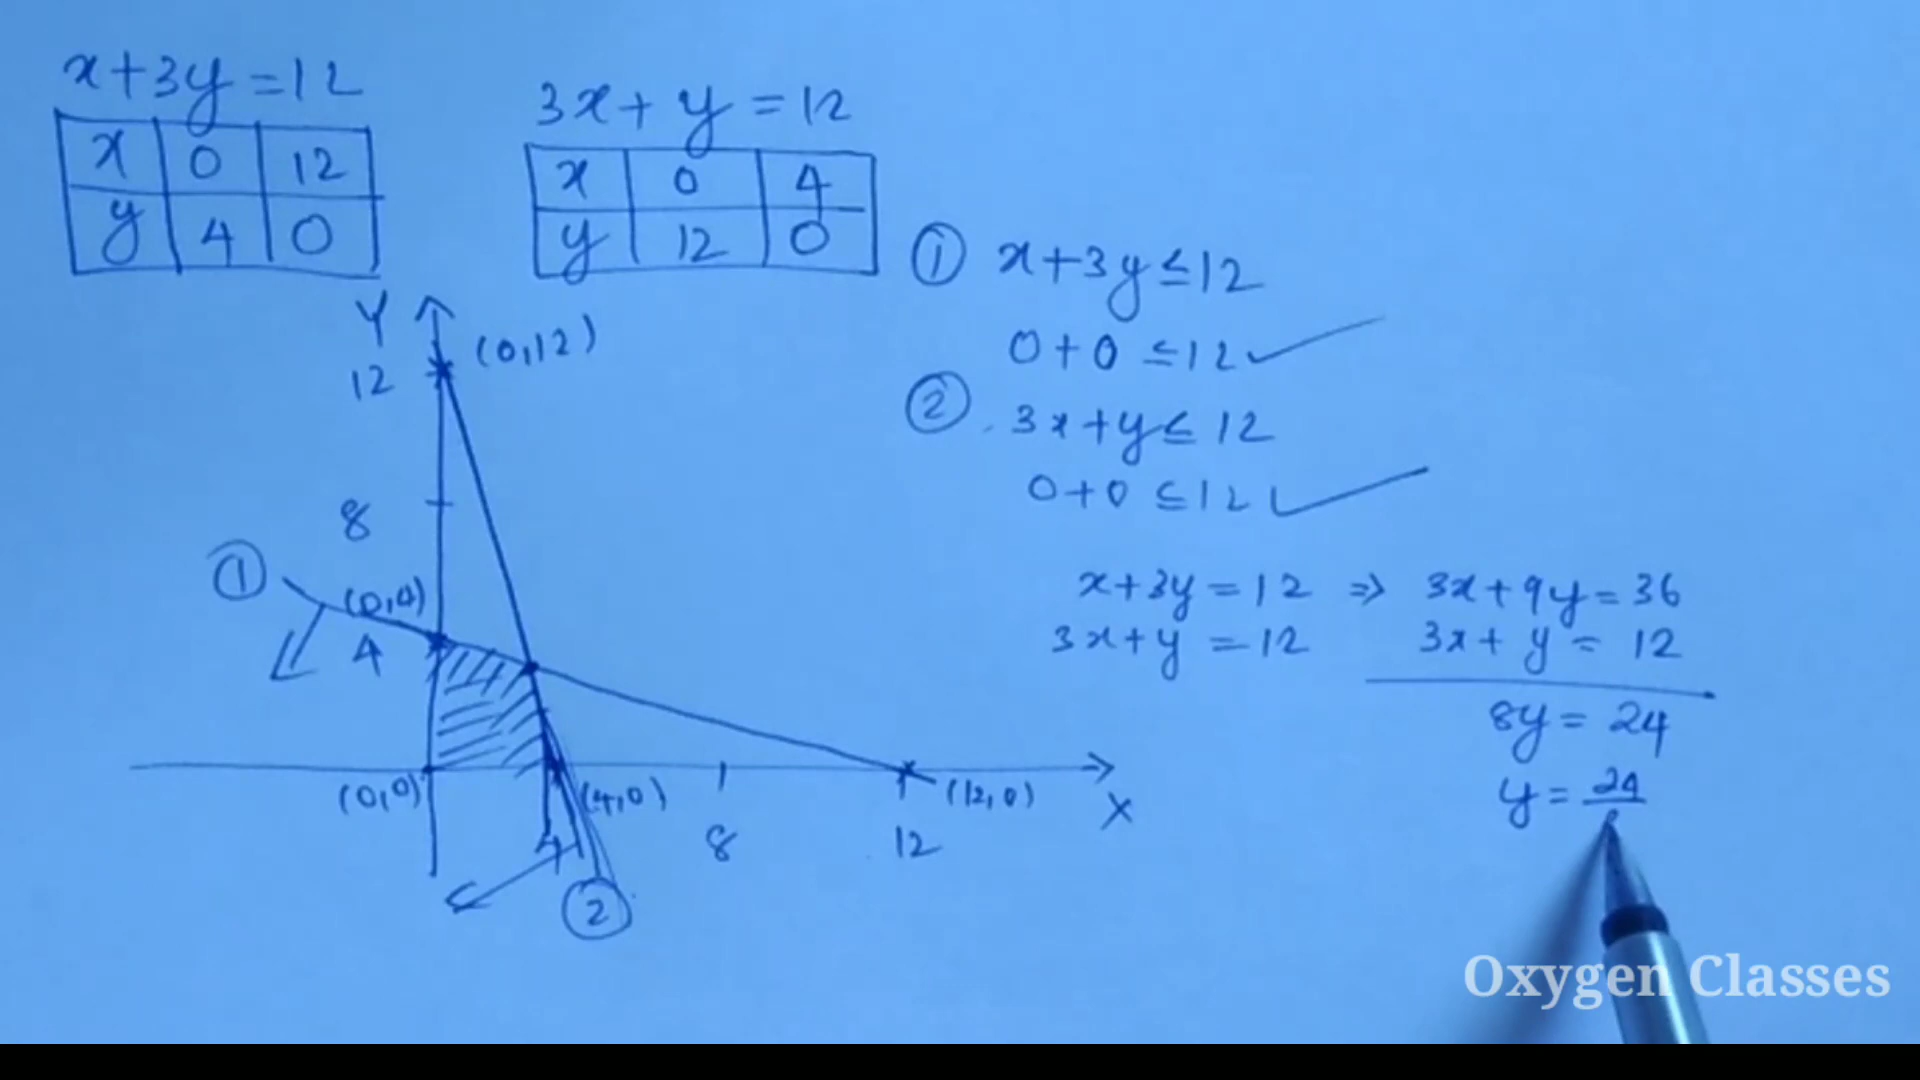 x+3y=12
x 0 12
y 4 0
3x+y=12
x 0 4
y 12 0
① x+3y≤12
0+0≤12
② 3x+y≤12
0+0≤12
Y
(0,12)
12
8
①
(0,4)
4
(0,0)
(4,0)
(12,0)
X
4
8
12
②
x+3y=12 ⇒ 3x+9y=36
3x+y=12 3x+y=12
8y=24
y=24
Oxygen Classes